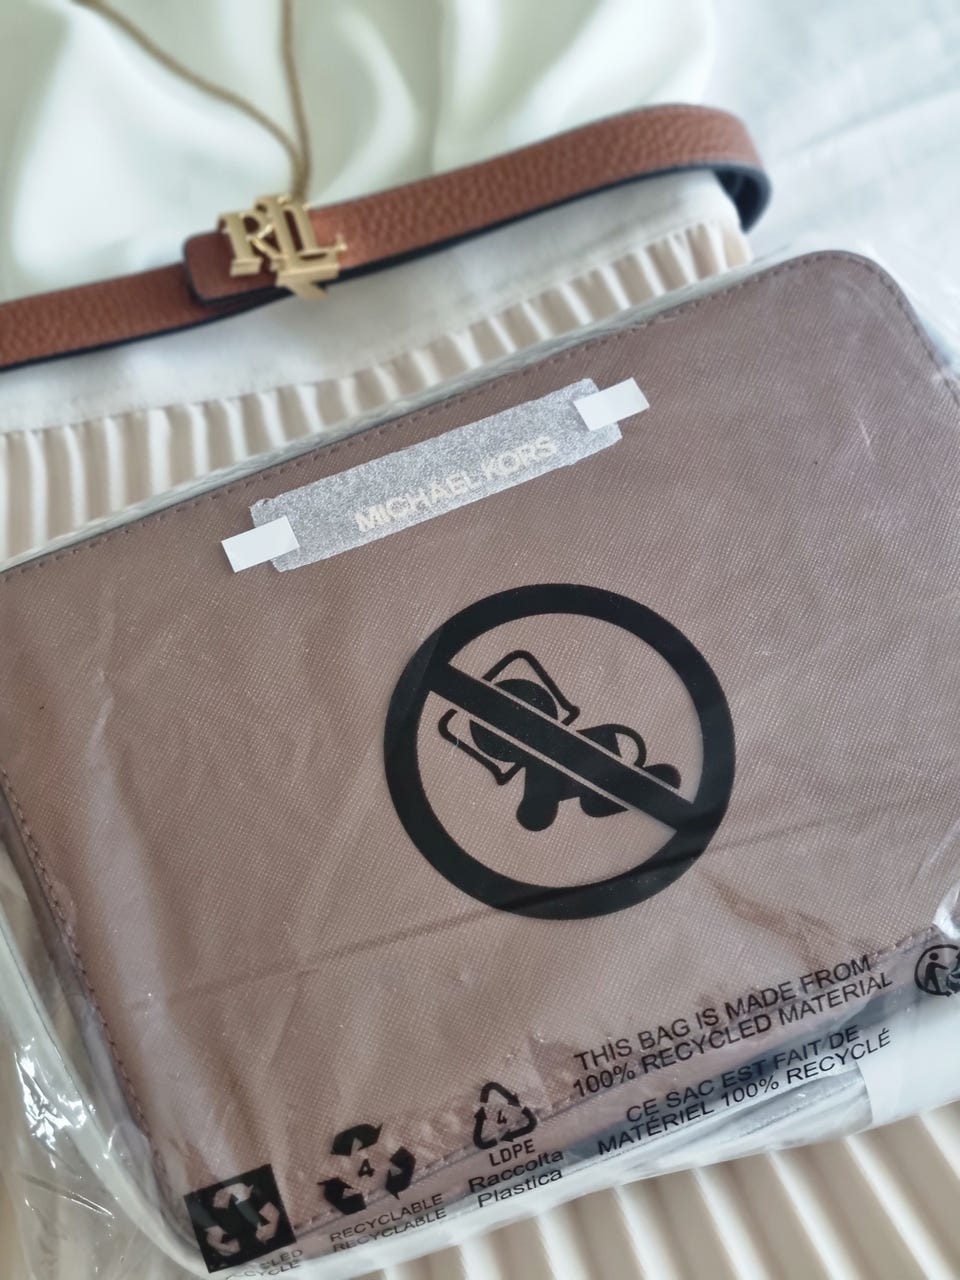 RLL
MICHAEL KORS
THIS BAG IS MADE FROM
100% RECYCLED MATERIAL
CE SAC EST FAIT DE
MATÉRIEL 100% RECYCLÉ
4
LDPE
Raccolta
Plastica
4
RECYCLABLE
RECYCLABLE